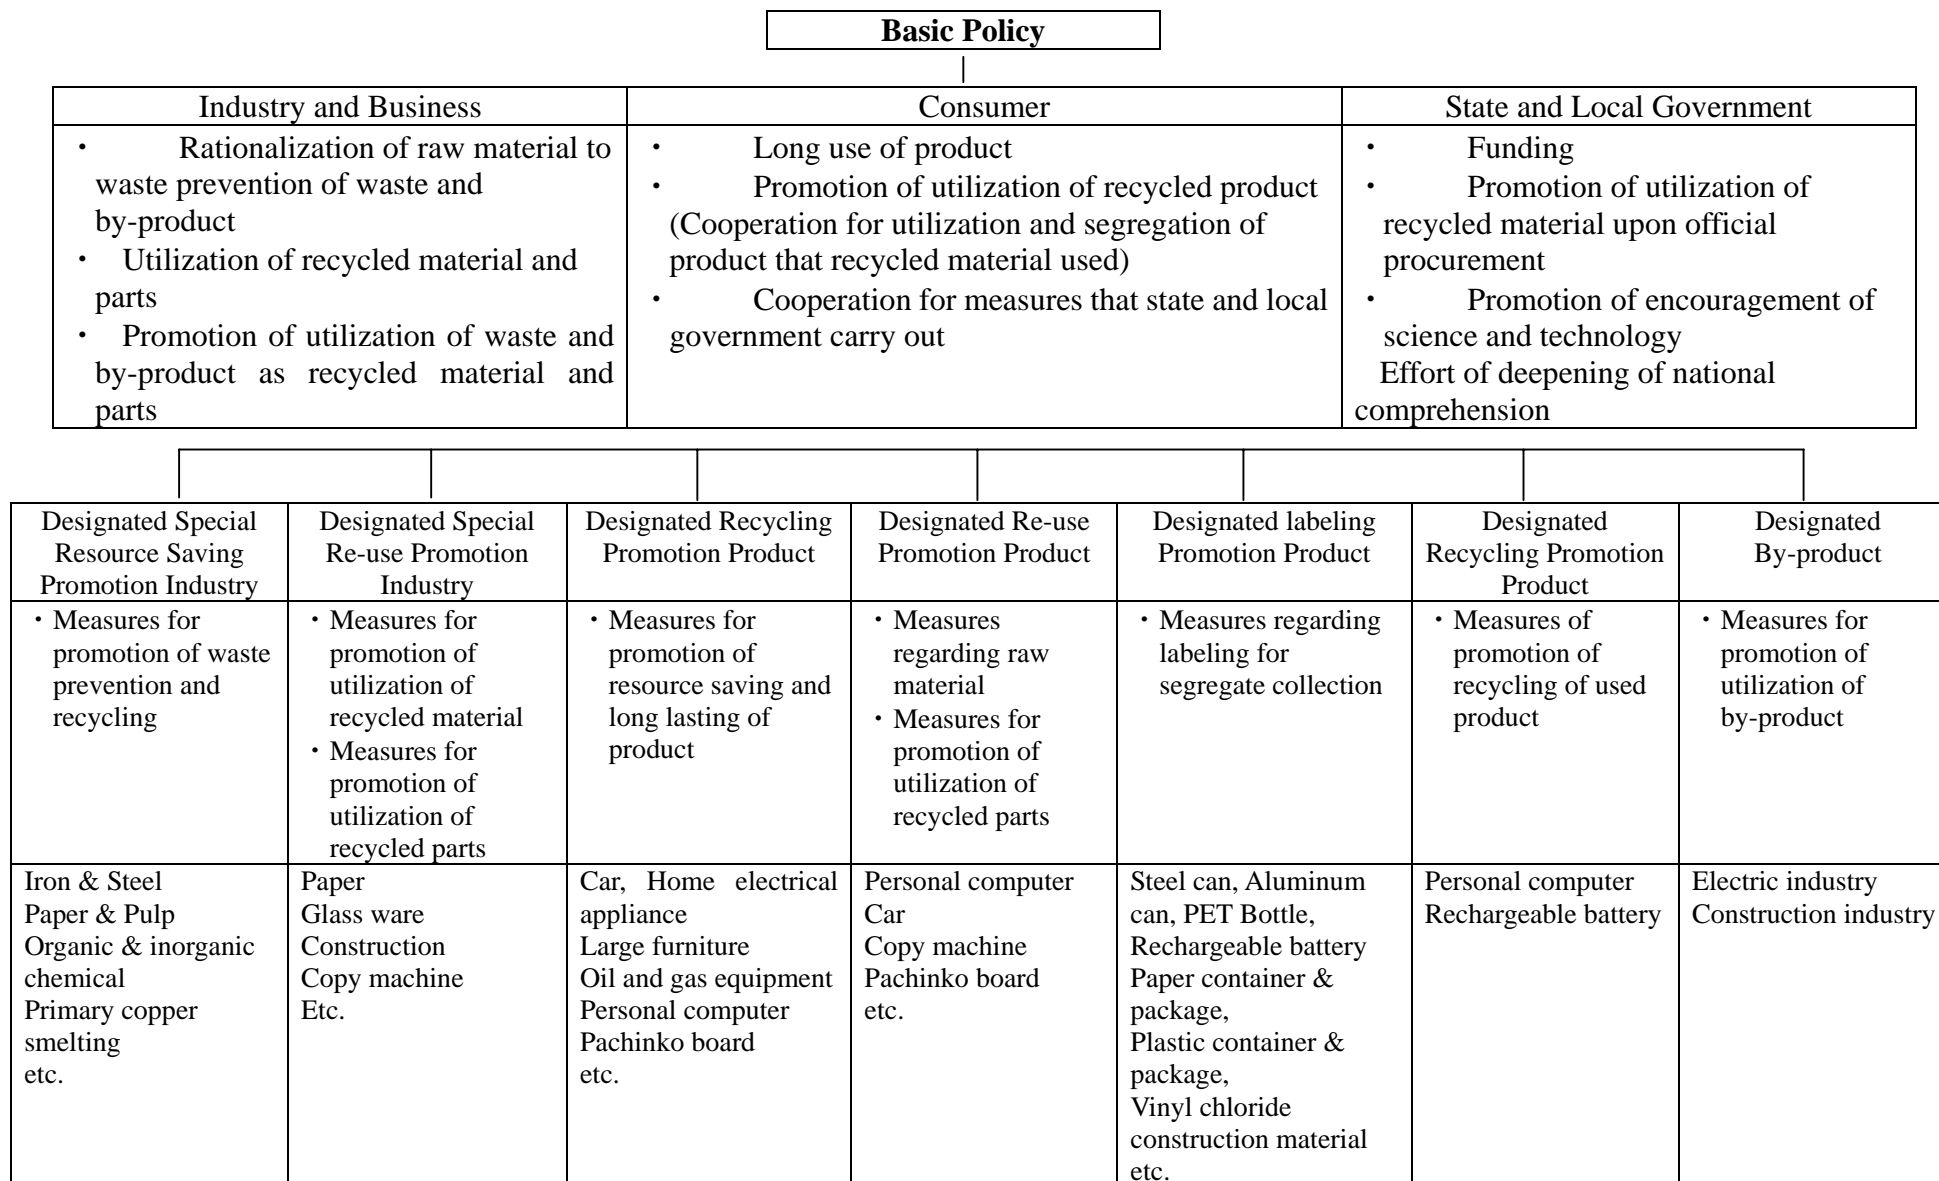 Basic Policy
Industry and Business
・ Rationalization of raw material to
waste prevention of waste and
by-product
・ Utilization of recycled material and
parts
・ Promotion of utilization of waste and
by-product as recycled material and
parts
Consumer
・ Long use of product
・ Promotion of utilization of recycled product
(Cooperation for utilization and segregation of
product that recycled material used)
・ Cooperation for measures that state and local
government carry out
State and Local Government
・ Funding
・ Promotion of utilization of
recycled material upon official
procurement
・ Promotion of encouragement of
science and technology
Effort of deepening of national
comprehension
Designated Special
Resource Saving
Promotion Industry
Designated Special
Re-use Promotion
Industry
Designated Recycling
Promotion Product
Designated Re-use
Promotion Product
Designated labeling
Promotion Product
Designated
Recycling Promotion
Product
Designated
By-product
・Measures for
promotion of waste
prevention and
recycling
・Measures for
promotion of
utilization of
recycled material
・Measures for
promotion of
utilization of
recycled parts
・Measures for
promotion of
resource saving and
long lasting of
product
・Measures
regarding raw
material
・Measures for
promotion of
utilization of
recycled parts
・Measures regarding
labeling for
segregate collection
・Measures of
promotion of
recycling of used
product
・Measures for
promotion of
utilization of
by-product
Iron & Steel
Paper & Pulp
Organic & inorganic
chemical
Primary copper
smelting
etc.
Paper
Glass ware
Construction
Copy machine
Etc.
Car, Home electrical
appliance
Large furniture
Oil and gas equipment
Personal computer
Pachinko board
etc.
Personal computer
Car
Copy machine
Pachinko board
etc.
Steel can, Aluminum
can, PET Bottle,
Rechargeable battery
Paper container &
package,
Plastic container &
package,
Vinyl chloride
construction material
etc.
Personal computer
Rechargeable battery
Electric industry
Construction industry